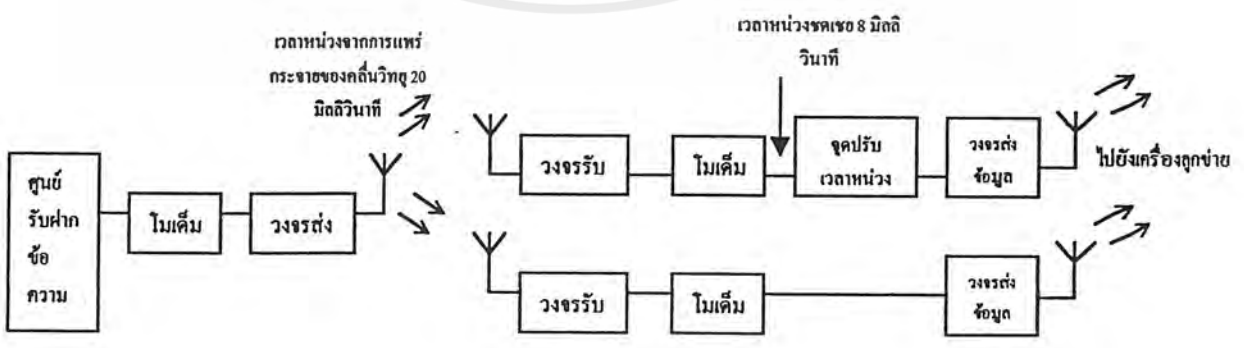 เวลาหน่วงจากการแพร่
กระจายของคลื่นวิทยุ 20
มิลลิวินาที
เวลาหน่วงชดเชย 8 มิลลิ
วินาที
ศูนย์
รับฝาก
ข้อ
ความ
โมเด็ม
วงจรส่ง
วงจรรับ
โมเด็ม
จุดปรับ
เวลาหน่วง
วงจรส่ง
ข้อมูล
ไปยังเครื่องลูกข่าย
วงจรรับ
โมเด็ม
วงจรส่ง
ข้อมูล